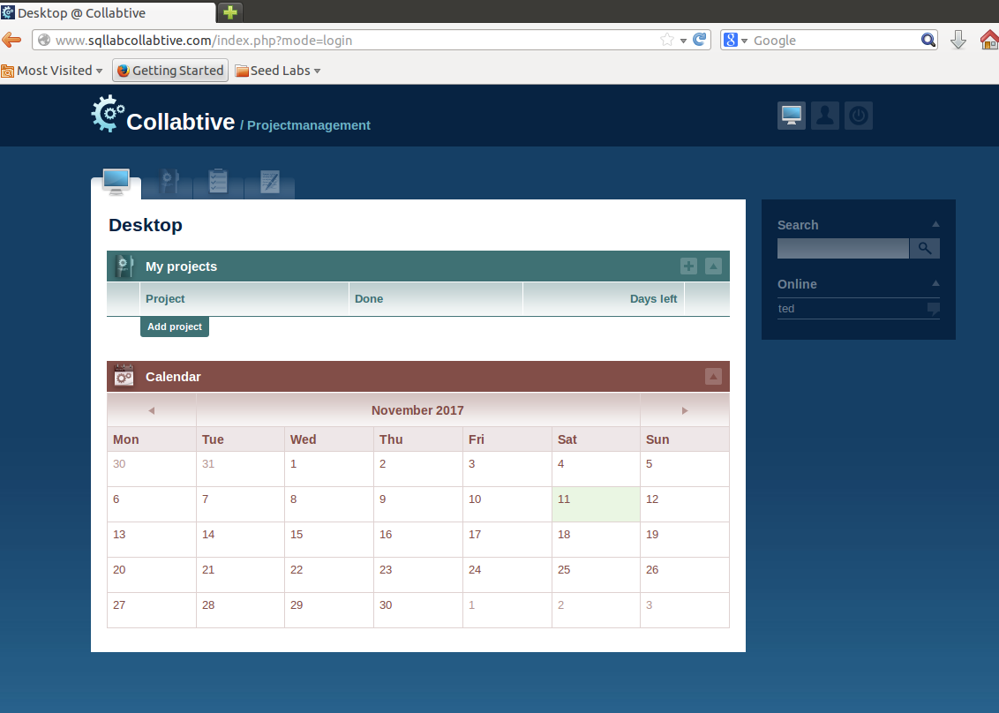 Desktop @ Collabtive
www.sqllabcollabtive.com/index.php?mode=login
8 Google
Most Visited Getting Started Seed Labs
Collabtive / Projectmanagement
Desktop
My projects
Project Done Days left
Add project
Calendar
November 2017
Mon Tue Wed Thu Fri Sat Sun
30 31 1 2 3 4 5
6 7 8 9 10 11 12
13 14 15 16 17 18 19
20 21 22 23 24 25 26
27 28 29 30 1 2 3
Search
Online
ted